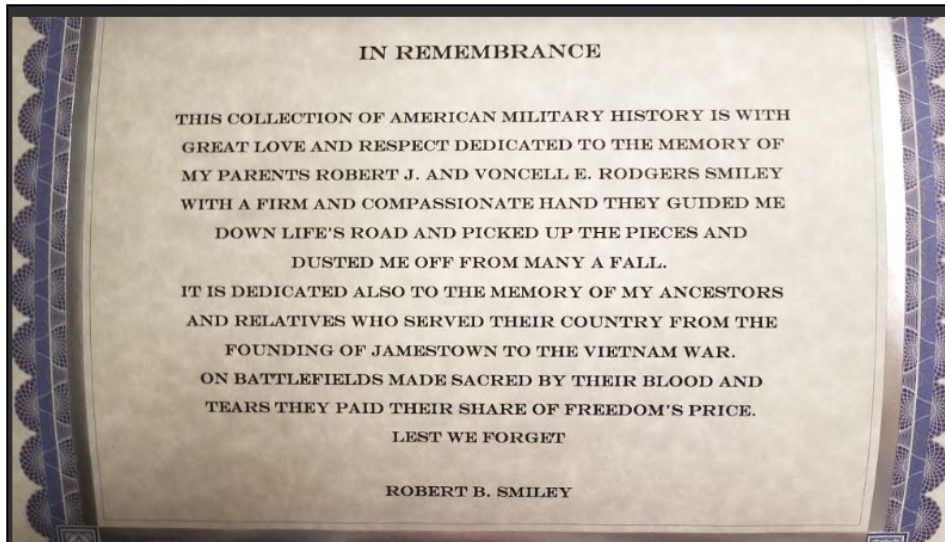 IN REMEMBRANCE
THIS COLLECTION OF AMERICAN MILITARY HISTORY IS WITH
GREAT LOVE AND RESPECT DEDICATED TO THE MEMORY OF
MY PARENTS ROBERT J. AND VONCELL E. RODGERS SMILEY
WITH A FIRM AND COMPASSIONATE HAND THEY GUIDED ME
DOWN LIFE'S ROAD AND PICKED UP THE PIECES AND
DUSTED ME OFF FROM MANY A FALL.
IT IS DEDICATED ALSO TO THE MEMORY OF MY ANCESTORS
AND RELATIVES WHO SERVED THEIR COUNTRY FROM THE
FOUNDING OF JAMESTOWN TO THE VIETNAM WAR.
ON BATTLEFIELDS MADE SACRED BY THEIR BLOOD AND
TEARS THEY PAID THEIR SHARE OF FREEDOM'S PRICE.
LEST WE FORGET
ROBERT B. SMILEY